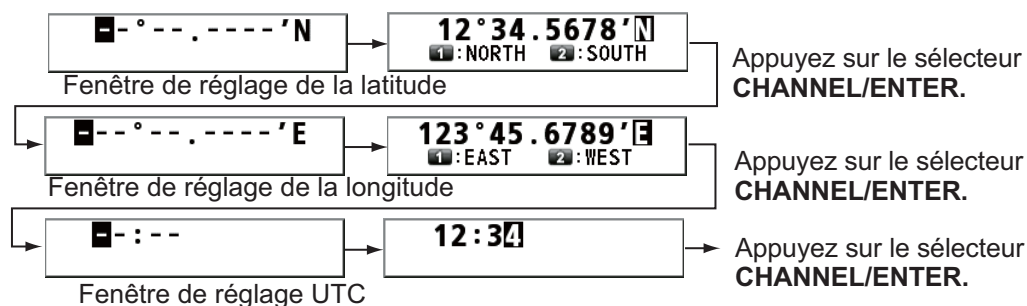 --°--.----'N
12°34.5678'N
1:NORTH 2:SOUTH
Fenêtre de réglage de la latitude
Appuyez sur le sélecteur
CHANNEL/ENTER.
---°--.----'E
123°45.6789'E
1:EAST 2:WEST
Fenêtre de réglage de la longitude
Appuyez sur le sélecteur
CHANNEL/ENTER.
--:--
12:34
Fenêtre de réglage UTC
Appuyez sur le sélecteur
CHANNEL/ENTER.